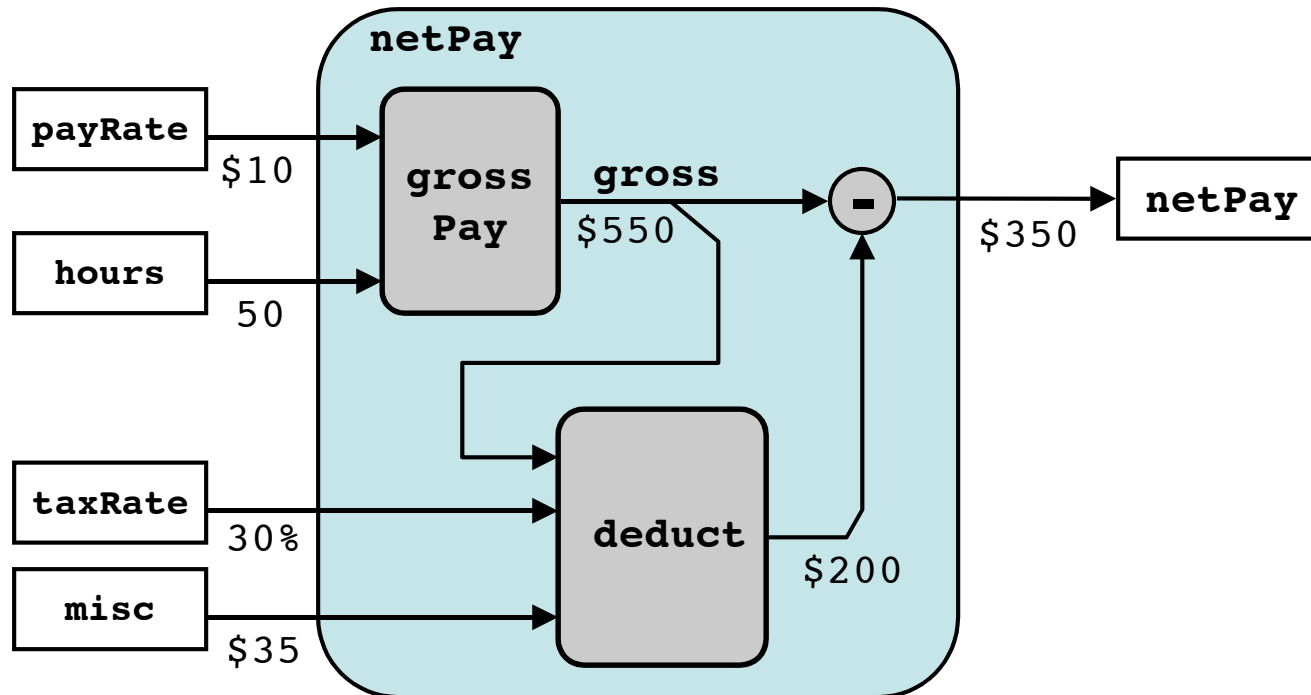 netPay
payRate
$10
gross
Pay
gross
$550
-
$350
netPay
hours
50
taxRate
30%
deduct
$200
misc
$35